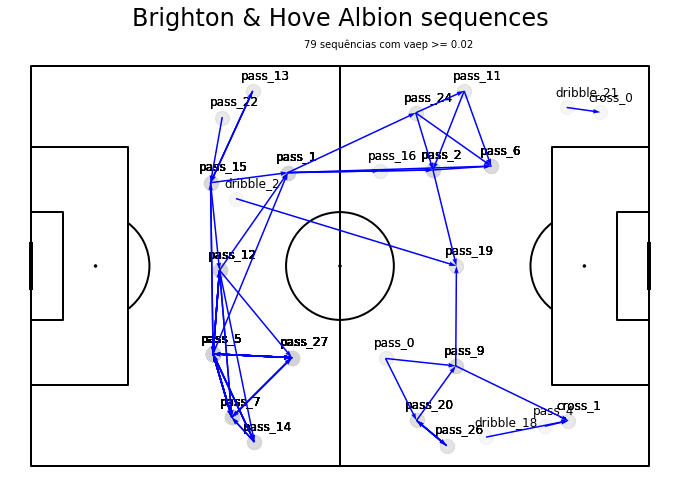 Brighton & Hove Albion sequences
79 sequências com vaep >= 0.02
pass_13
pass_11
dribble_21
cross_0
pass_22
pass_24
pass_15
pass_1
pass_16
pass_2
pass_6
dribble_2
pass_12
pass_19
pass_5
pass_27
pass_0
pass_9
pass_7
pass_20
pass_4
cross_1
pass_14
pass_26
dribble_18